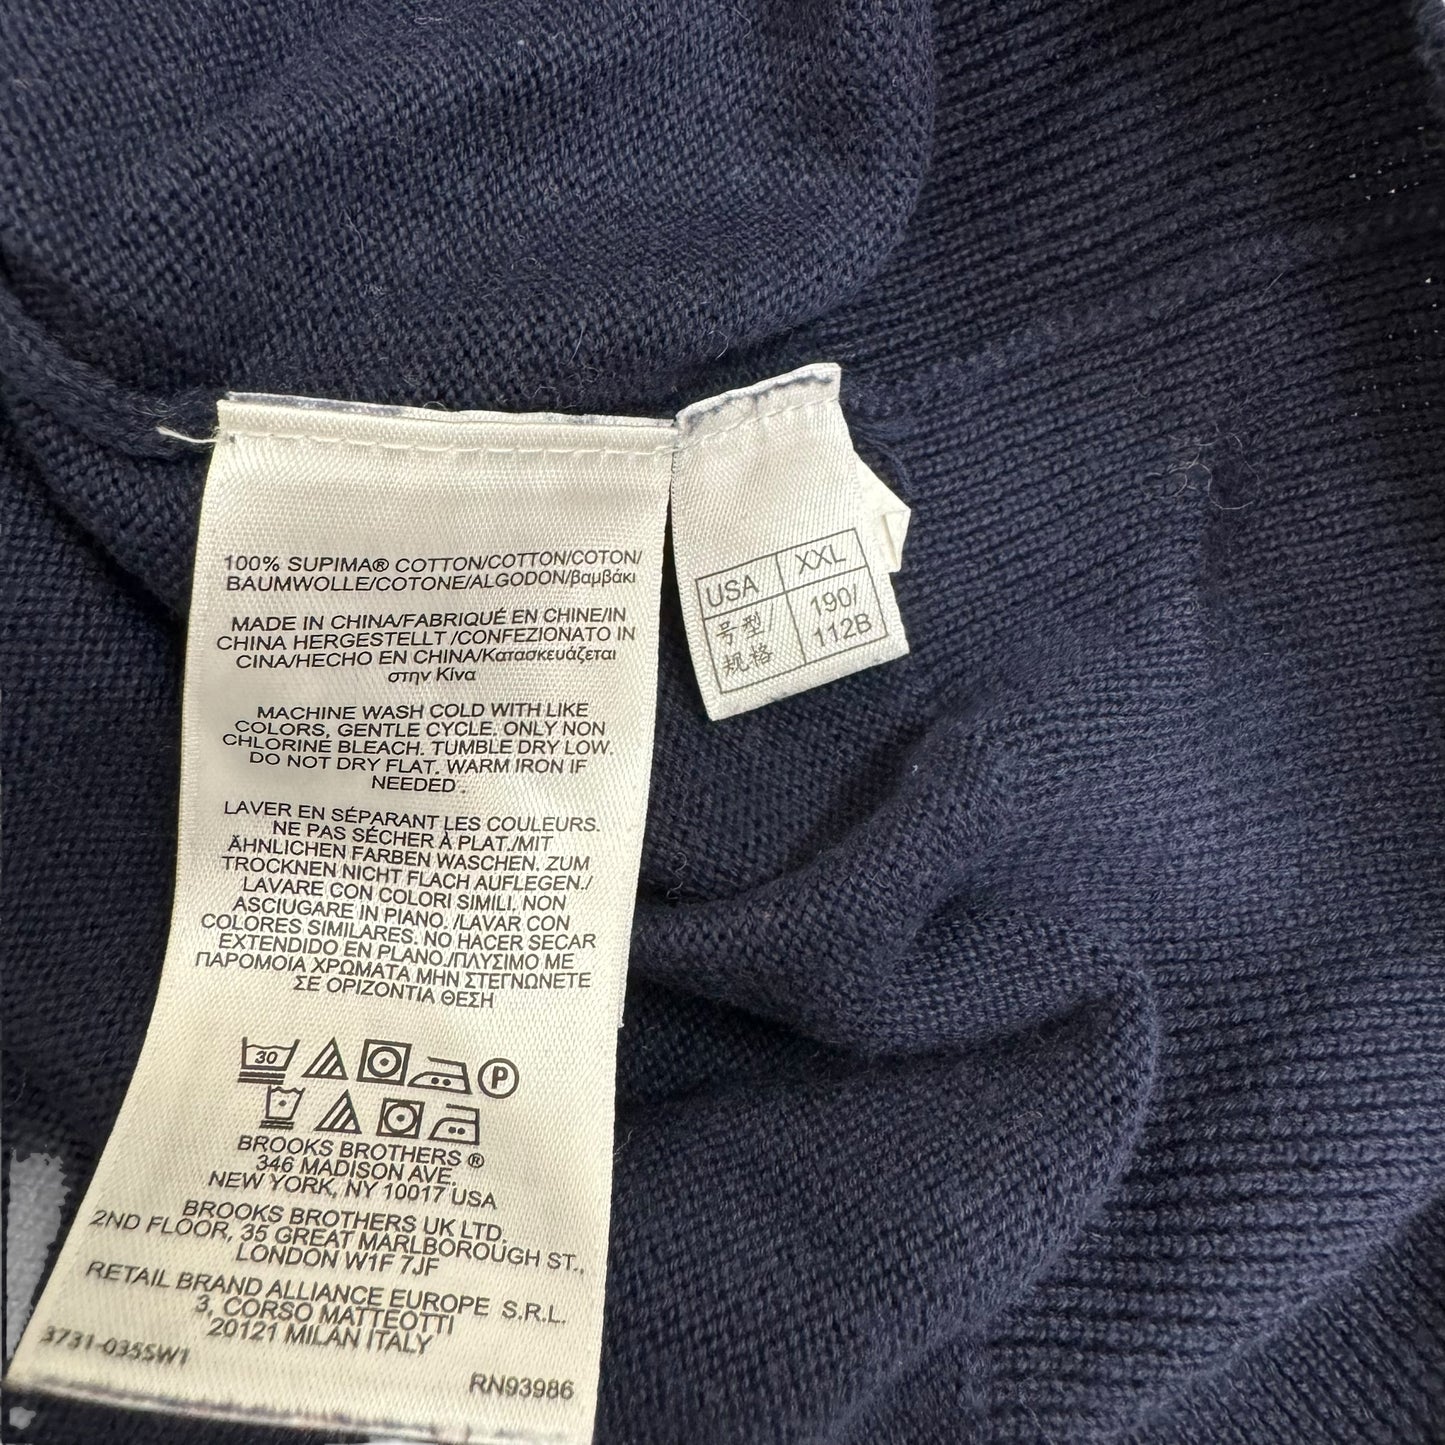 100% SUPIMA® COTTON/COTTON/COTON/
BAUMWOLLE/COTONE/ALGODON/βαμβάκι
MADE IN CHINA/FABRIQUÉ EN CHINE/IN
CHINA HERGESTELLT /CONFEZIONATO IN
CINA/HECHO EN CHINA/Κατασκευάζεται
στην Κίνα
MACHINE WASH COLD WITH LIKE
COLORS, GENTLE CYCLE. ONLY NON
CHLORINE BLEACH. TUMBLE DRY LOW.
DO NOT DRY FLAT. WARM IRON IF
NEEDED .
LAVER EN SÉPARANT LES COULEURS.
NE PAS SÉCHER À PLAT./MIT
ÄHNLICHEN FARBEN WASCHEN. ZUM
TROCKNEN NICHT FLACH AUFLEGEN./
LAVARE CON COLORI SIMILI. NON
ASCIUGARE IN PIANO. /LAVAR CON
COLORES SIMILARES. NO HACER SECAR
EXTENDIDO EN PLANO./ΠΛΥΣΙΜΟ ΜΕ
ΠΑΡΟΜΟΙΑ ΧΡΩΜΑΤΑ ΜΗΝ ΣΤΕΓΝΩΝΕΤΕ
ΣΕ ΟΡΙΖΟΝΤΙΑ ΘΕΣΗ
30
P
BROOKS BROTHERS ®
346 MADISON AVE.
NEW YORK, NY 10017 USA
BROOKS BROTHERS UK LTD.
2ND FLOOR, 35 GREAT MARLBOROUGH ST.,
LONDON W1F 7JF
RETAIL BRAND ALLIANCE EUROPE S.R.L.
3, CORSO MATTEOTTI
20121 MILAN ITALY
3731-035SW1
RN93986
USA XXL
号型/ 190/
规格 112B